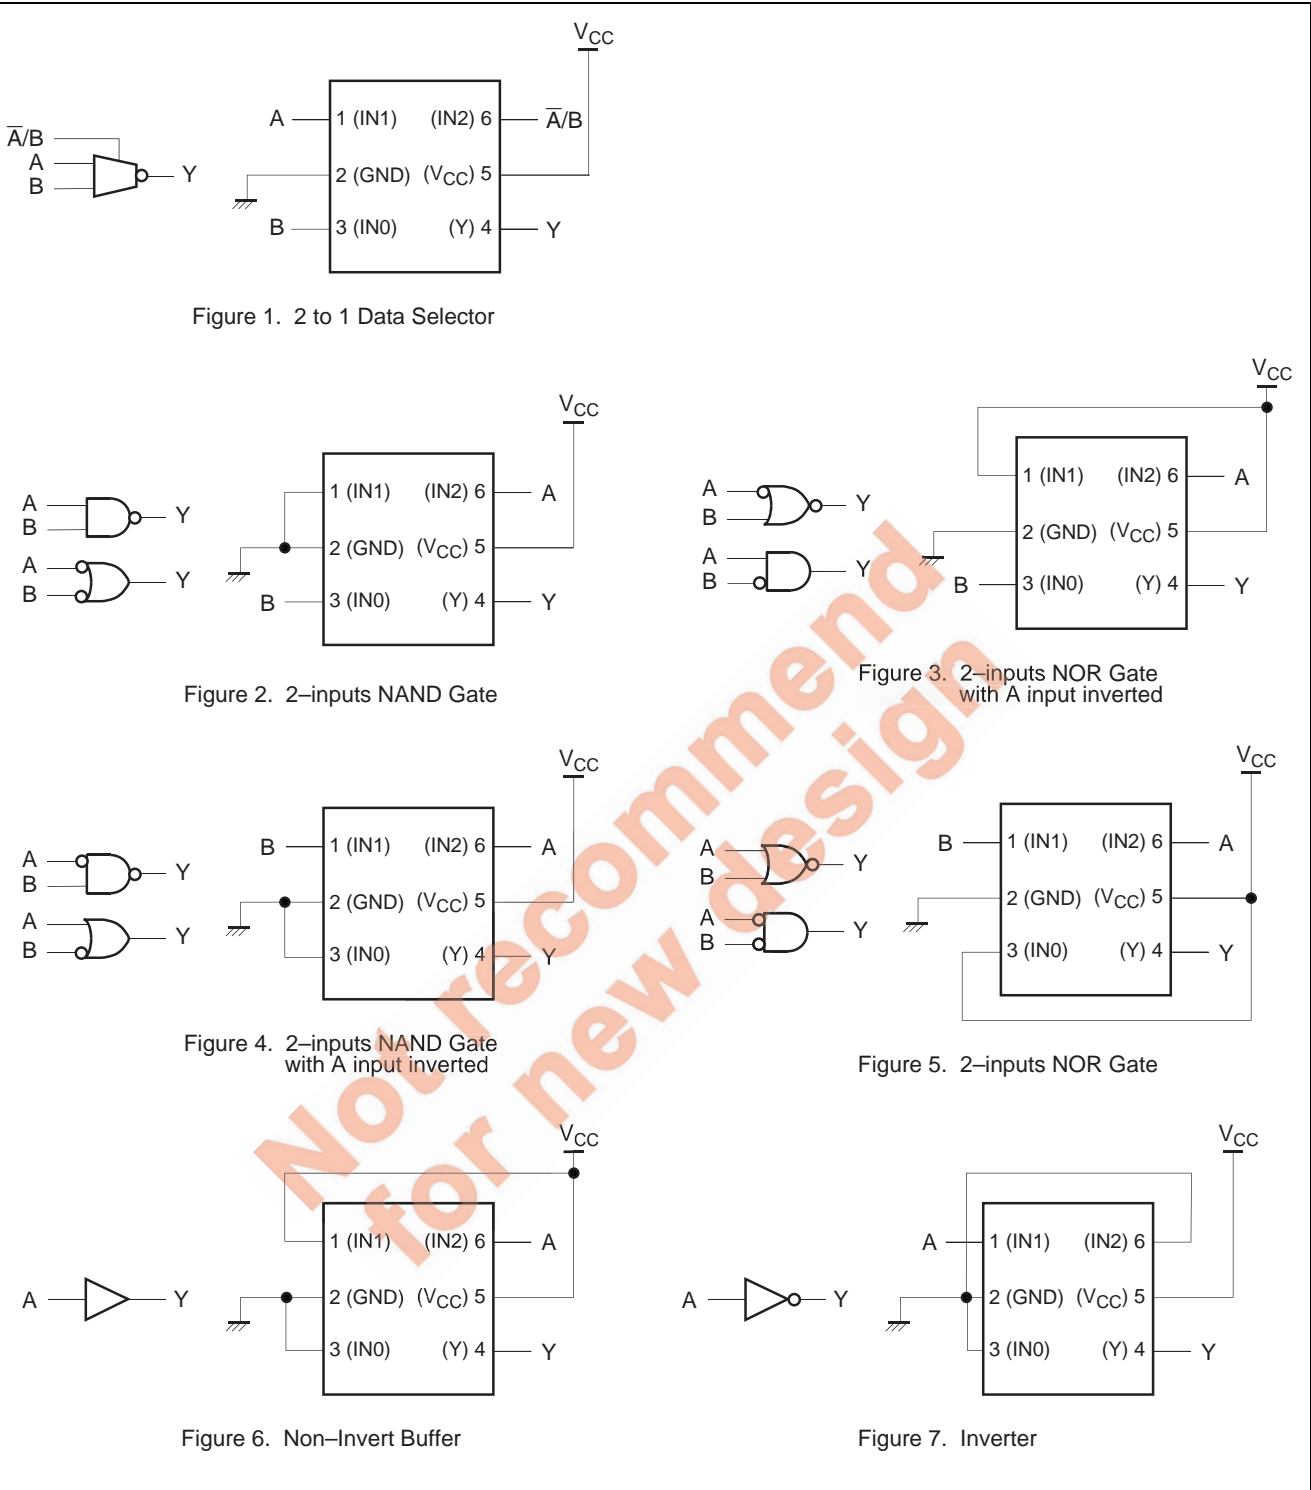 VCC
A̅/B
A
B
Y
A
1 (IN1)
(IN2) 6
A̅/B
2 (GND)
(VCC) 5
B
3 (IN0)
(Y) 4
Y
Figure 1. 2 to 1 Data Selector
VCC
A
B
Y
A
B
Y
1 (IN1)
(IN2) 6
A
2 (GND)
(VCC) 5
B
3 (IN0)
(Y) 4
Y
Figure 2. 2–inputs NAND Gate
VCC
A
B
Y
A
B
Y
1 (IN1)
(IN2) 6
A
2 (GND)
(VCC) 5
B
3 (IN0)
(Y) 4
Y
Figure 3. 2–inputs NOR Gate
with A input inverted
VCC
A
B
Y
A
B
Y
B
1 (IN1)
(IN2) 6
A
2 (GND)
(VCC) 5
3 (IN0)
(Y) 4
Y
Figure 4. 2–inputs NAND Gate
with A input inverted
VCC
A
B
Y
A
B
Y
B
1 (IN1)
(IN2) 6
A
2 (GND)
(VCC) 5
3 (IN0)
(Y) 4
Y
Figure 5. 2–inputs NOR Gate
VCC
A
Y
1 (IN1)
(IN2) 6
A
2 (GND)
(VCC) 5
3 (IN0)
(Y) 4
Y
Figure 6. Non–Invert Buffer
VCC
A
Y
A
1 (IN1)
(IN2) 6
2 (GND)
(VCC) 5
3 (IN0)
(Y) 4
Y
Figure 7. Inverter
Not recommend
for new design